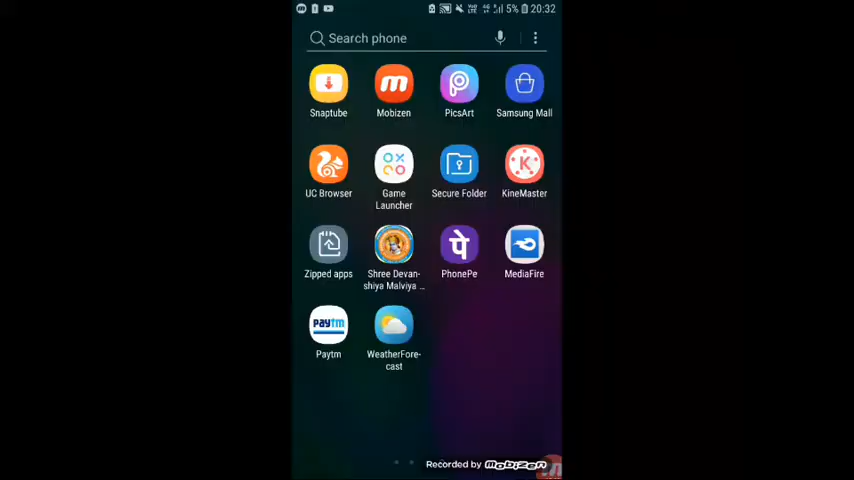 5% 20:32
Search phone
Snaptube
Mobizen
PicsArt
Samsung Mall
UC Browser
Game
Launcher
Secure Folder
KineMaster
Zipped apps
Shree Devan-
shiya Malviya ...
PhonePe
MediaFire
Paytm
WeatherFore-
cast
पे
paytm
Recorded by mobizen